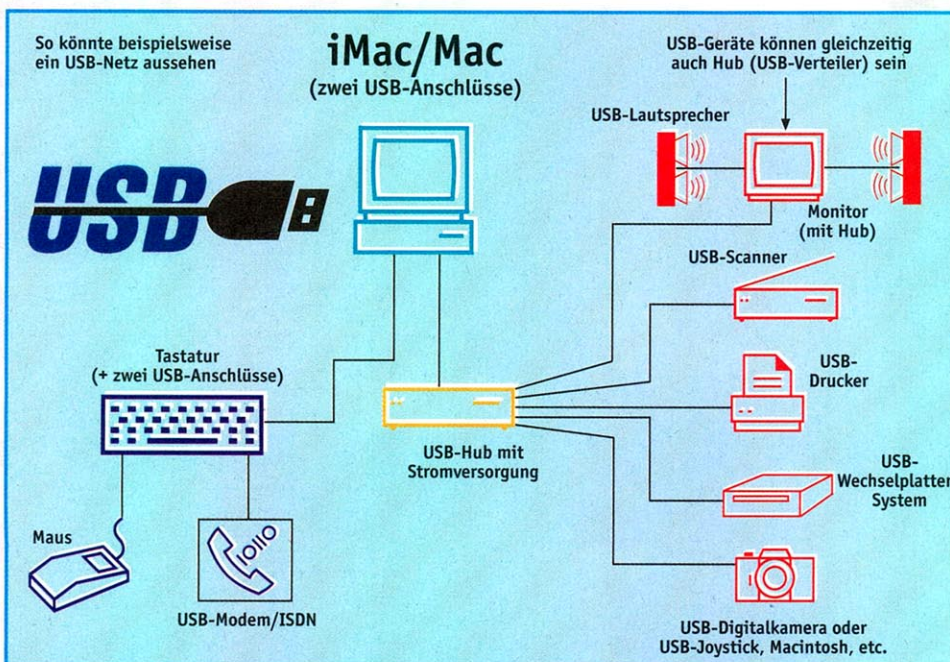 So könnte beispielsweise
ein USB-Netz aussehen
iMac/Mac
(zwei USB-Anschlüsse)
USB-Geräte können gleichzeitig
auch Hub (USB-Verteiler) sein
USB-Lautsprecher
USB
Monitor
(mit Hub)
USB-Scanner
Tastatur
(+ zwei USB-Anschlüsse)
USB-
Drucker
USB-Hub mit
Stromversorgung
USB-
Wechselplatten
System
Maus
IOIIO
USB-Modem/ISDN
USB-Digitalkamera oder
USB-Joystick, Macintosh, etc.